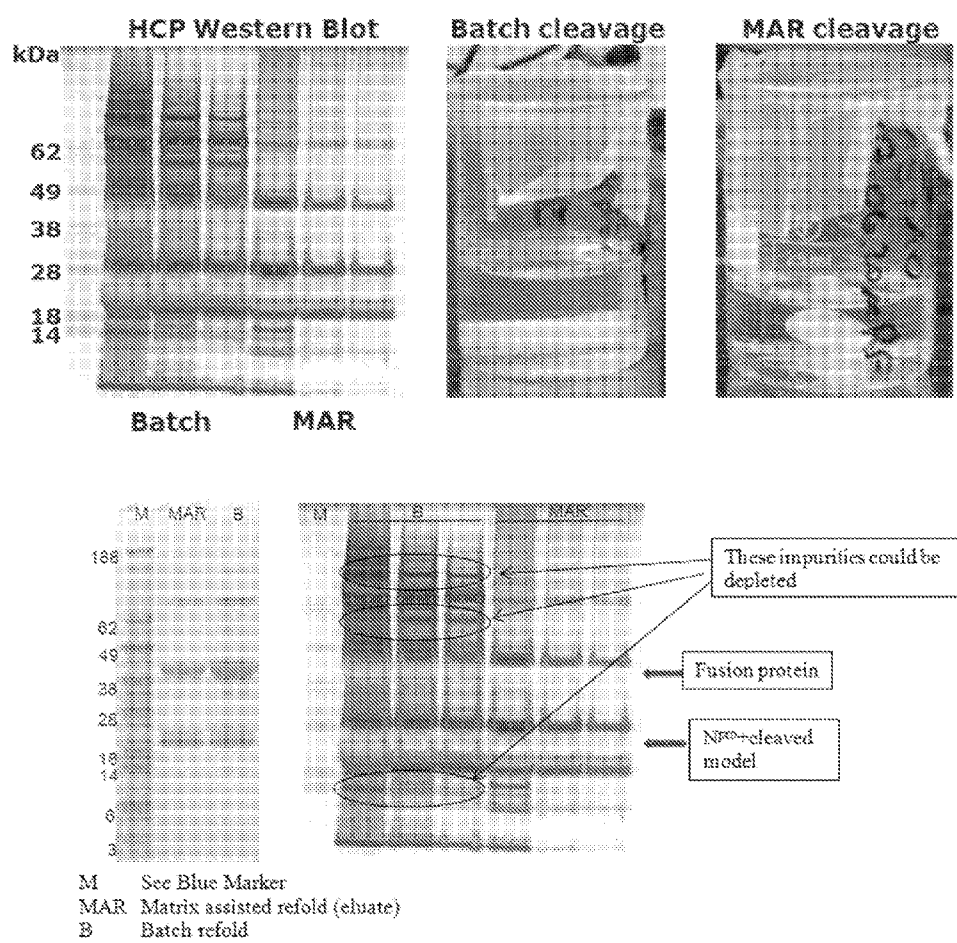 HCP Western Blot
Batch cleavage
MAR cleavage
kDa
62
49
38
28
18
14
Batch
MAR
M MAR B
188
62
49
38
28
18
14
6
3
M B MAR
These impurities could be
depleted
Fusion protein
Npro+cleaved
model
M See Blue Marker
MAR Matrix assisted refold (eluate)
B Batch refold